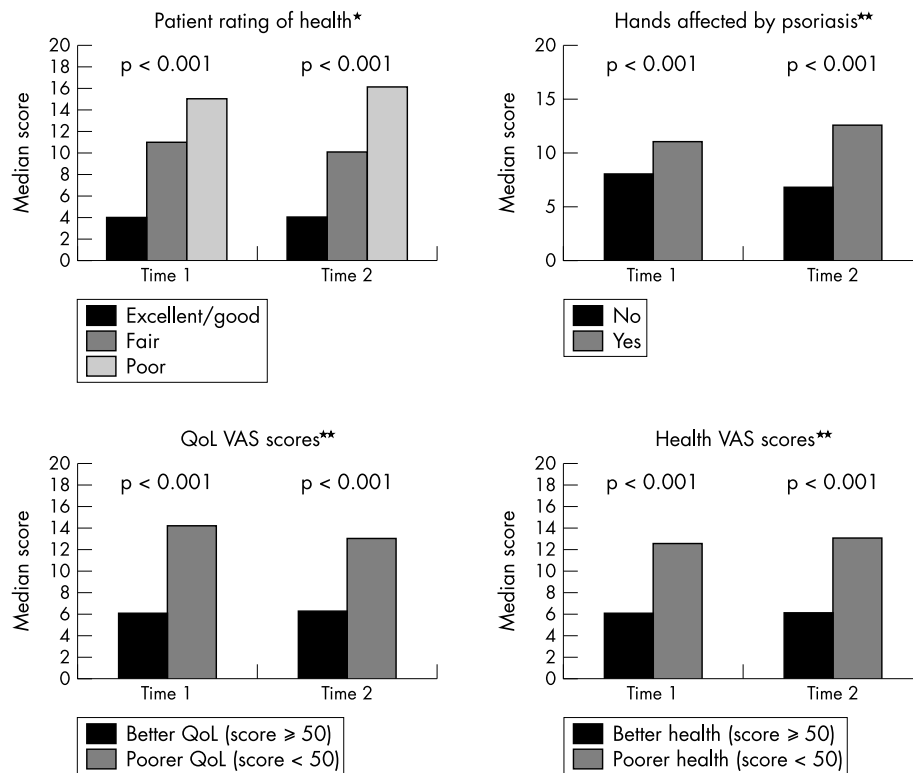 Patient rating of health★
Median score
20
18
16
14
12
10
8
6
4
2
0
p < 0.001
p < 0.001
Time 1
Time 2
Excellent/good
Fair
Poor
Hands affected by psoriasis★★
Median score
20
15
10
5
0
p < 0.001
p < 0.001
Time 1
Time 2
No
Yes
QoL VAS scores★★
Median score
20
18
16
14
12
10
8
6
4
2
0
p < 0.001
p < 0.001
Time 1
Time 2
Better QoL (score ≥ 50)
Poorer QoL (score < 50)
Health VAS scores★★
Median score
20
18
16
14
12
10
8
6
4
2
0
p < 0.001
p < 0.001
Time 1
Time 2
Better health (score ≥ 50)
Poorer health (score < 50)